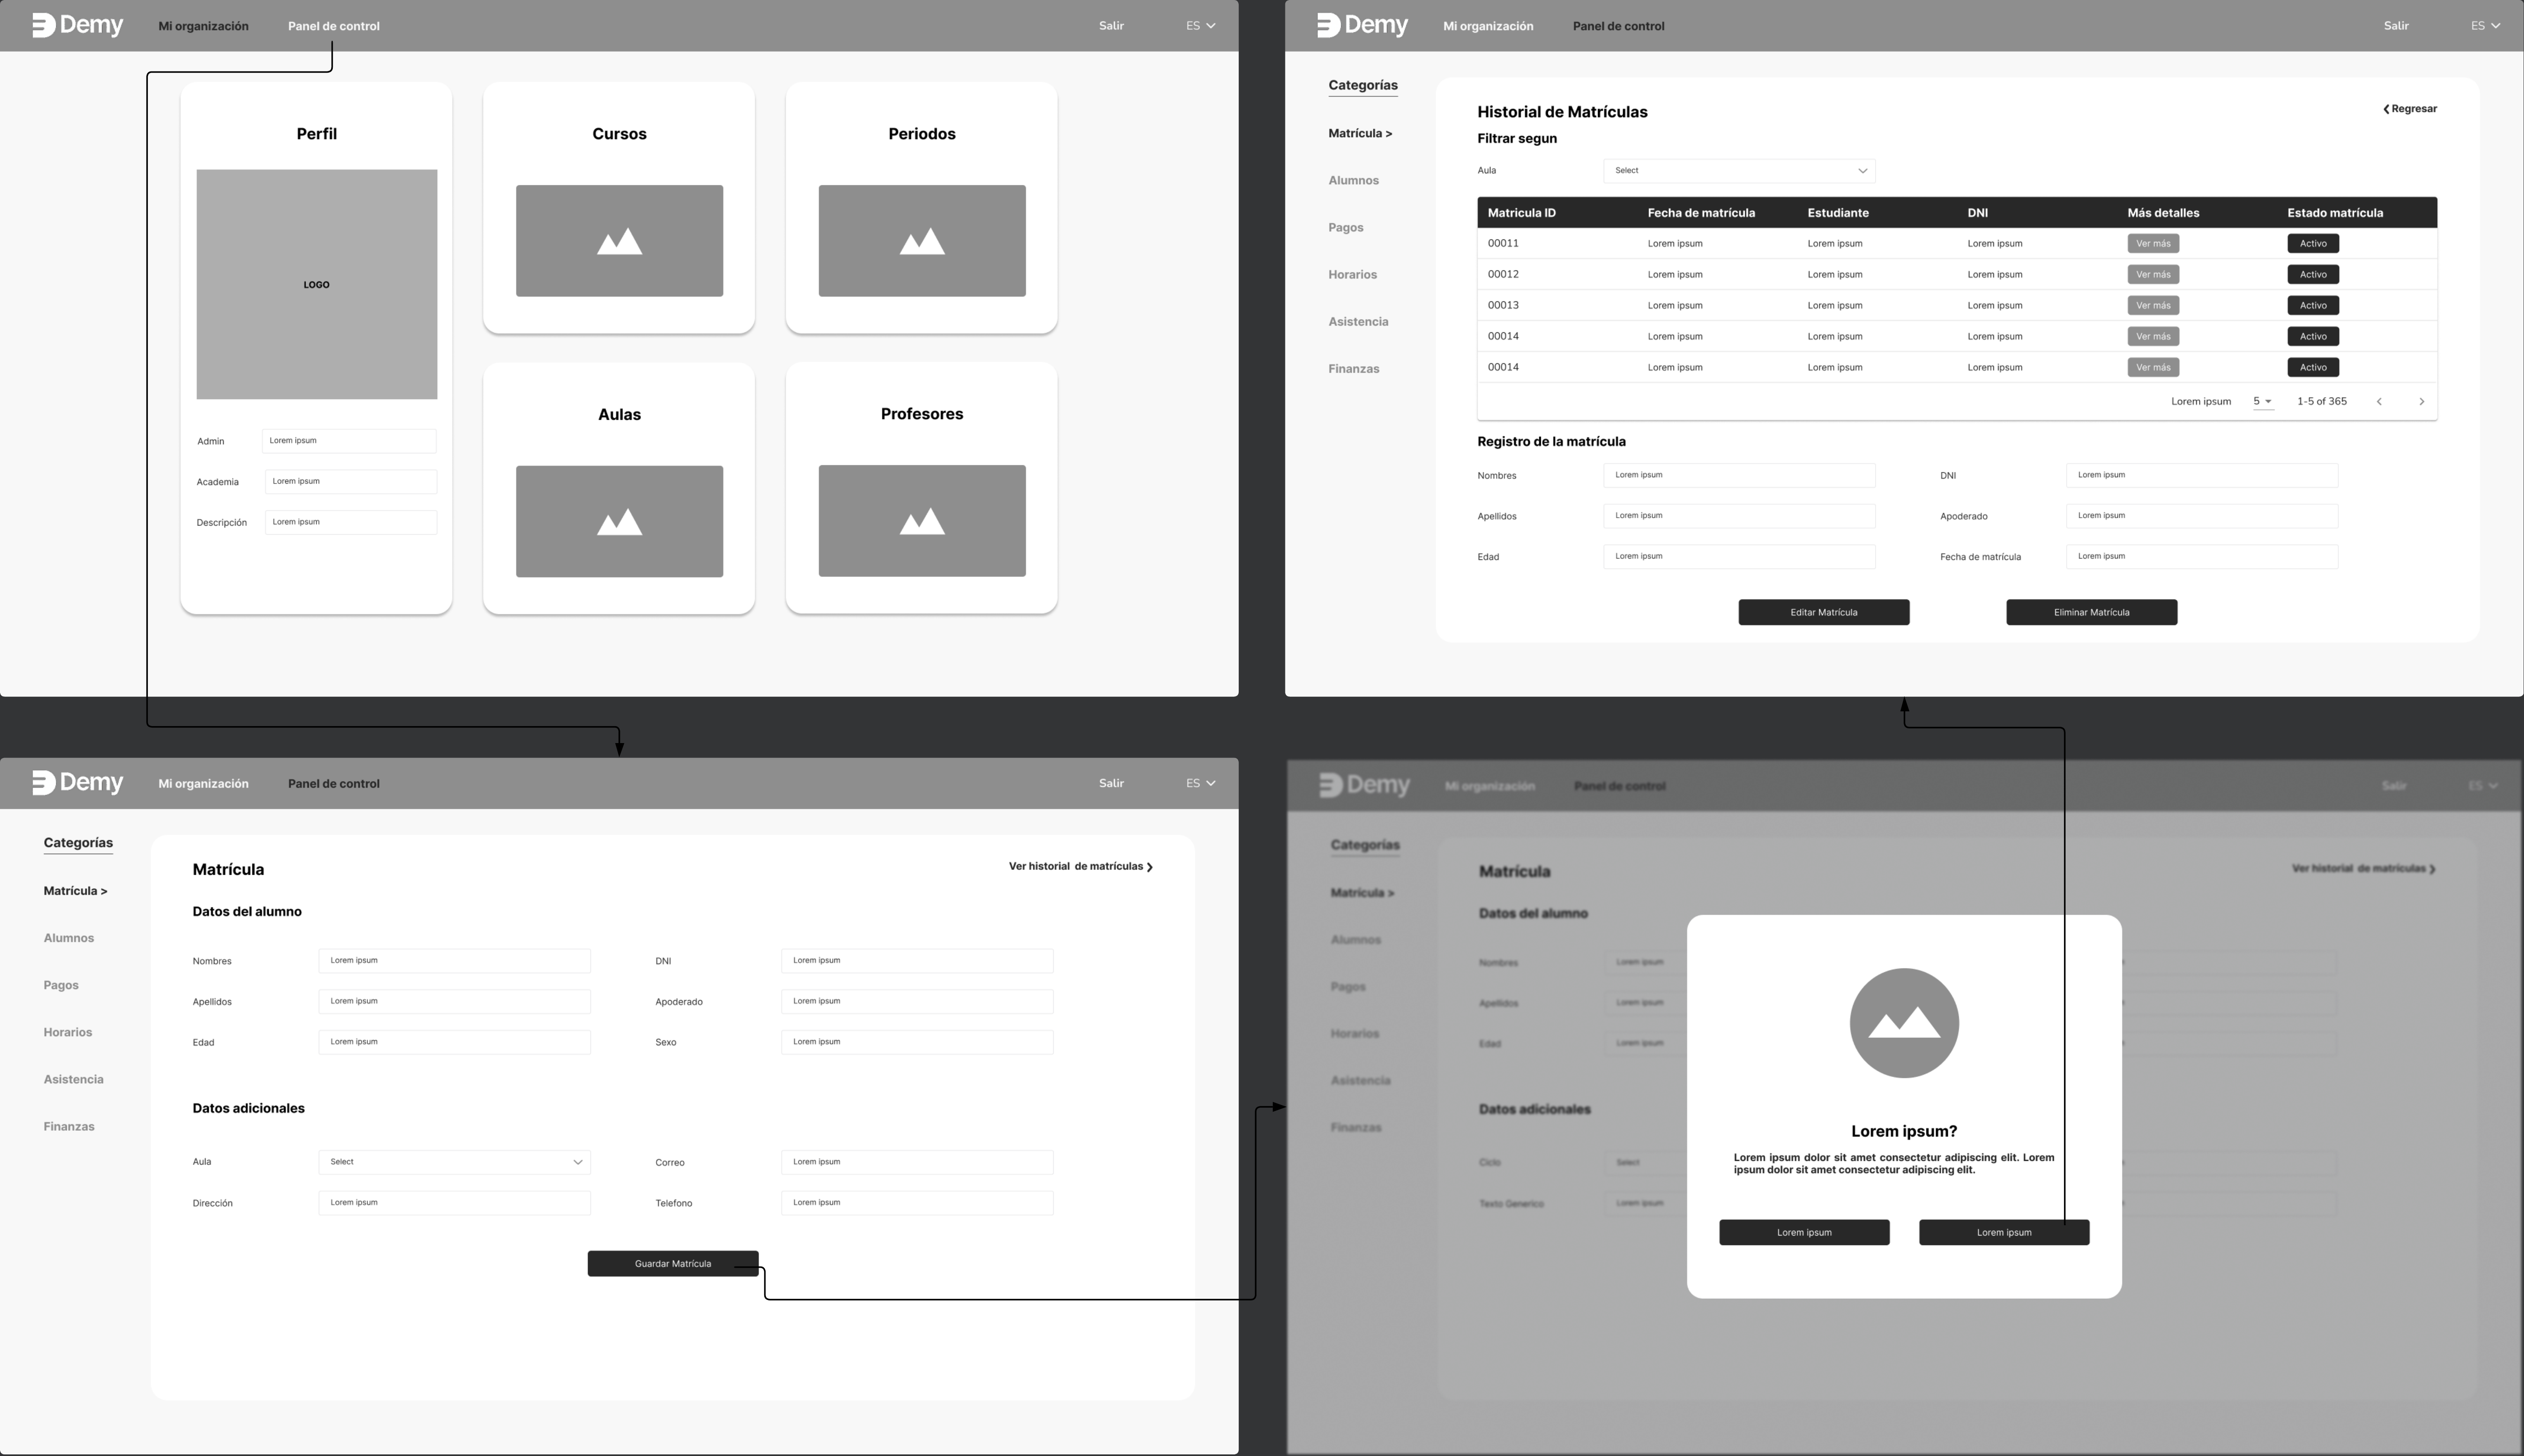 Demy Mi organización Panel de control Salir ES
Perfil
LOGO
Admin Lorem ipsum
Academia Lorem ipsum
Descripción Lorem ipsum
Cursos
Periodos
Aulas
Profesores
Demy Mi organización Panel de control Salir ES
Categorías
Matrícula >
Alumnos
Pagos
Horarios
Asistencia
Finanzas
Historial de Matrículas
Regresar
Filtrar segun
Aula Select
Matricula ID Fecha de matrícula Estudiante DNI Más detalles Estado matrícula
00011 Lorem ipsum Lorem ipsum Lorem ipsum Ver más Activo
00012 Lorem ipsum Lorem ipsum Lorem ipsum Ver más Activo
00013 Lorem ipsum Lorem ipsum Lorem ipsum Ver más Activo
00014 Lorem ipsum Lorem ipsum Lorem ipsum Ver más Activo
00014 Lorem ipsum Lorem ipsum Lorem ipsum Ver más Activo
Lorem ipsum 5 1-5 of 365
Registro de la matrícula
Nombres Lorem ipsum DNI Lorem ipsum
Apellidos Lorem ipsum Apoderado Lorem ipsum
Edad Lorem ipsum Fecha de matrícula Lorem ipsum
Editar Matrícula Eliminar Matrícula
Demy Mi organización Panel de control Salir ES
Categorías
Matrícula >
Alumnos
Pagos
Horarios
Asistencia
Finanzas
Matrícula
Ver historial de matrículas
Datos del alumno
Nombres Lorem ipsum DNI Lorem ipsum
Apellidos Lorem ipsum Apoderado Lorem ipsum
Edad Lorem ipsum Sexo Lorem ipsum
Datos adicionales
Aula Select Correo Lorem ipsum
Dirección Lorem ipsum Telefono Lorem ipsum
Guardar Matrícula
Demy Mi organización Panel de control Salir ES
Categorías
Matrícula >
Alumnos
Pagos
Horarios
Asistencia
Finanzas
Matrícula
Ver historial de matrículas
Datos del alumno
Nombres Lorem ipsum
Apellidos Lorem ipsum
Edad Lorem ipsum
Datos adicionales
Ciclo Select
Texto Generico Lorem ipsum
Lorem ipsum?
Lorem ipsum dolor sit amet consectetur adipiscing elit. Lorem
ipsum dolor sit amet consectetur adipiscing elit.
Lorem ipsum Lorem ipsum